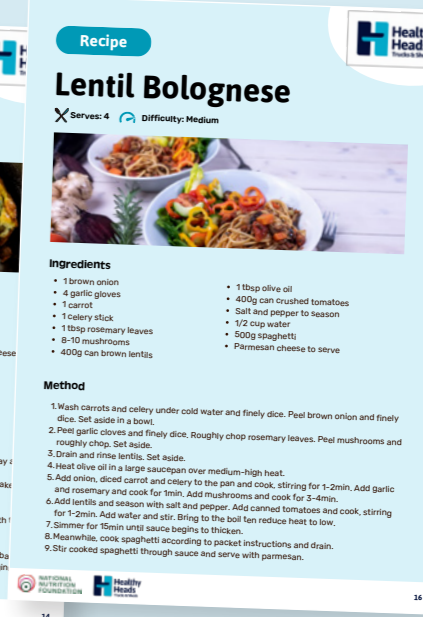 Recipe
Lentil Bolognese
Serves: 4 Difficulty: Medium
Ingredients
• 1 brown onion
• 4 garlic gloves
• 1 carrot
• 1 celery stick
• 1 tbsp rosemary leaves
• 8-10 mushrooms
• 400g can brown lentils
• 1 tbsp olive oil
• 400g can crushed tomatoes
• Salt and pepper to season
• 1/2 cup water
• 500g spaghetti
• Parmesan cheese to serve
Method
1. Wash carrots and celery under cold water and finely dice. Peel brown onion and finely
dice. Set aside in a bowl.
2. Peel garlic cloves and finely dice. Roughly chop rosemary leaves. Peel mushrooms and
roughly chop. Set aside.
3. Drain and rinse lentils. Set aside.
4. Heat olive oil in a large saucepan over medium-high heat.
5. Add onion, diced carrot and celery to the pan and cook, stirring for 1-2min. Add garlic
and rosemary and cook for 1min. Add mushrooms and cook for 3-4min.
6. Add lentils and season with salt and pepper. Add canned tomatoes and cook, stirring
for 1-2min. Add water and stir. Bring to the boil ten reduce heat to low.
7. Simmer for 15min until sauce begins to thicken.
8. Meanwhile, cook spaghetti according to packet instructions and drain.
9. Stir cooked spaghetti through sauce and serve with parmesan.
NATIONAL
NUTRITION
FOUNDATION
Healthy
Heads
16
14